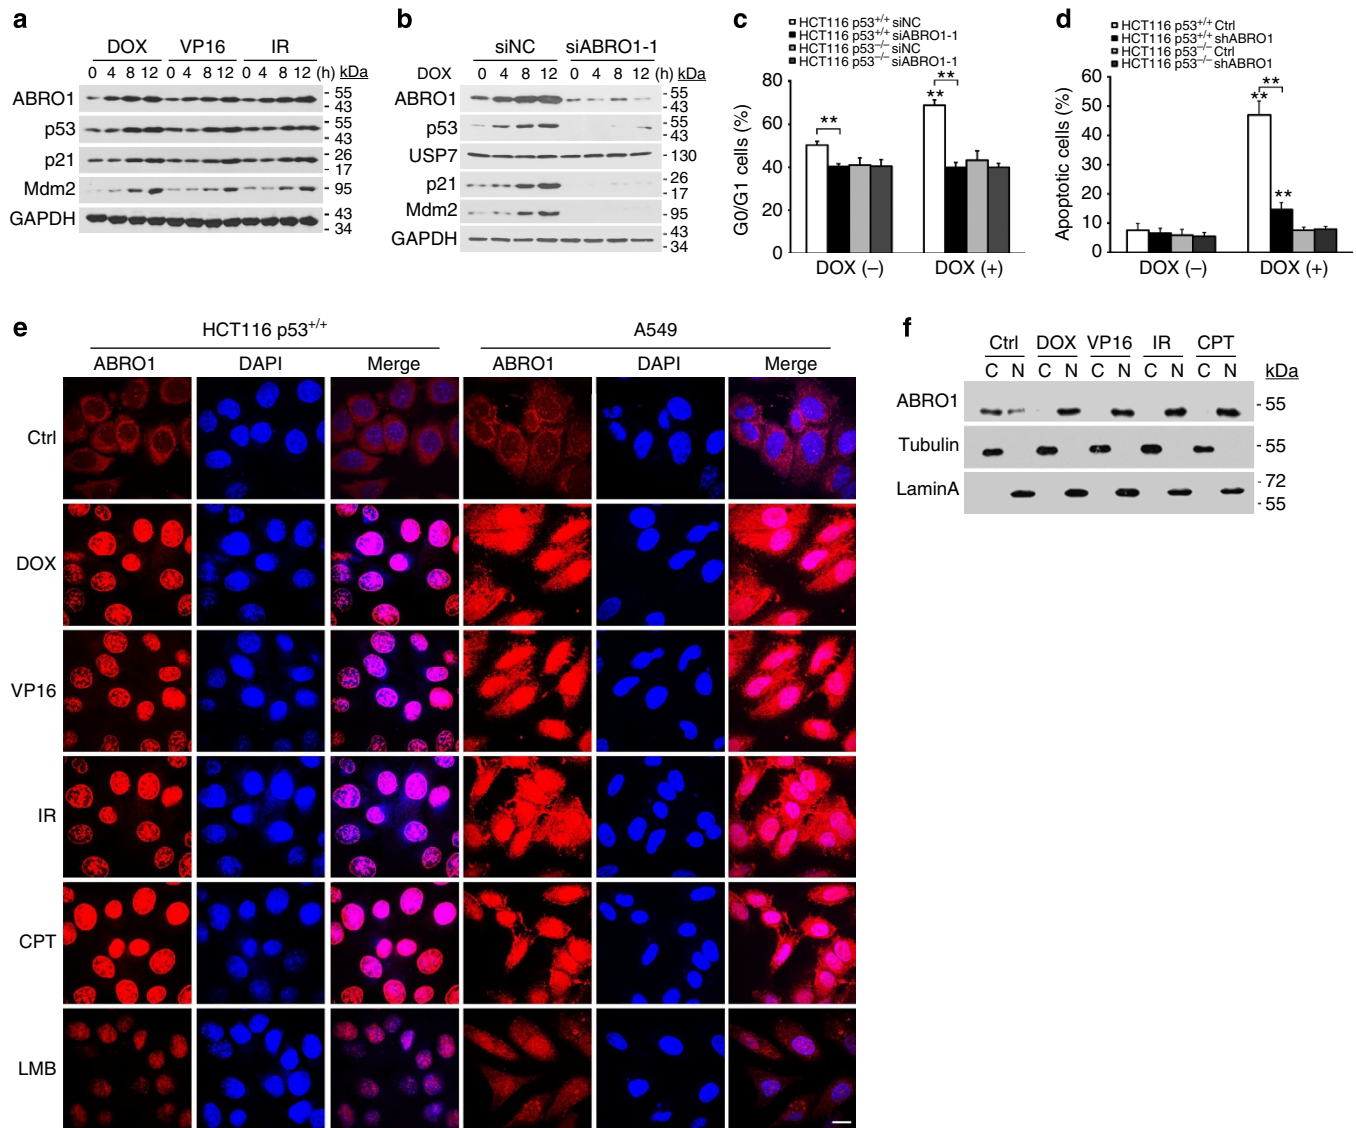 a
DOX VP16 IR
0 4 8 12 0 4 8 12 0 4 8 12 (h) kDa
ABRO1 55
43
p53 55
43
p21 26
17
Mdm2 95
GAPDH 43
34
b
siNC siABRO1-1
DOX 0 4 8 12 0 4 8 12 (h) kDa
ABRO1 55
43
p53 55
43
USP7 130
p21 26
17
Mdm2 95
GAPDH 43
34
c
HCT116 p53+/+ siNC
HCT116 p53+/+ siABRO1-1
HCT116 p53−/− siNC
HCT116 p53−/− siABRO1-1
G0/G1 cells (%)
80
60
40
20
0
**
**
**
DOX (–) DOX (+)
d
HCT116 p53+/+ Ctrl
HCT116 p53+/+ shABRO1
HCT116 p53−/− Ctrl
HCT116 p53−/− shABRO1
Apoptotic cells (%)
60
50
40
30
20
10
0
**
**
**
DOX (–) DOX (+)
e
HCT116 p53+/+ A549
ABRO1 DAPI Merge ABRO1 DAPI Merge
Ctrl
DOX
VP16
IR
CPT
LMB
f
Ctrl DOX VP16 IR CPT
C N C N C N C N C N kDa
ABRO1 55
Tubulin 55
LaminA 72
55